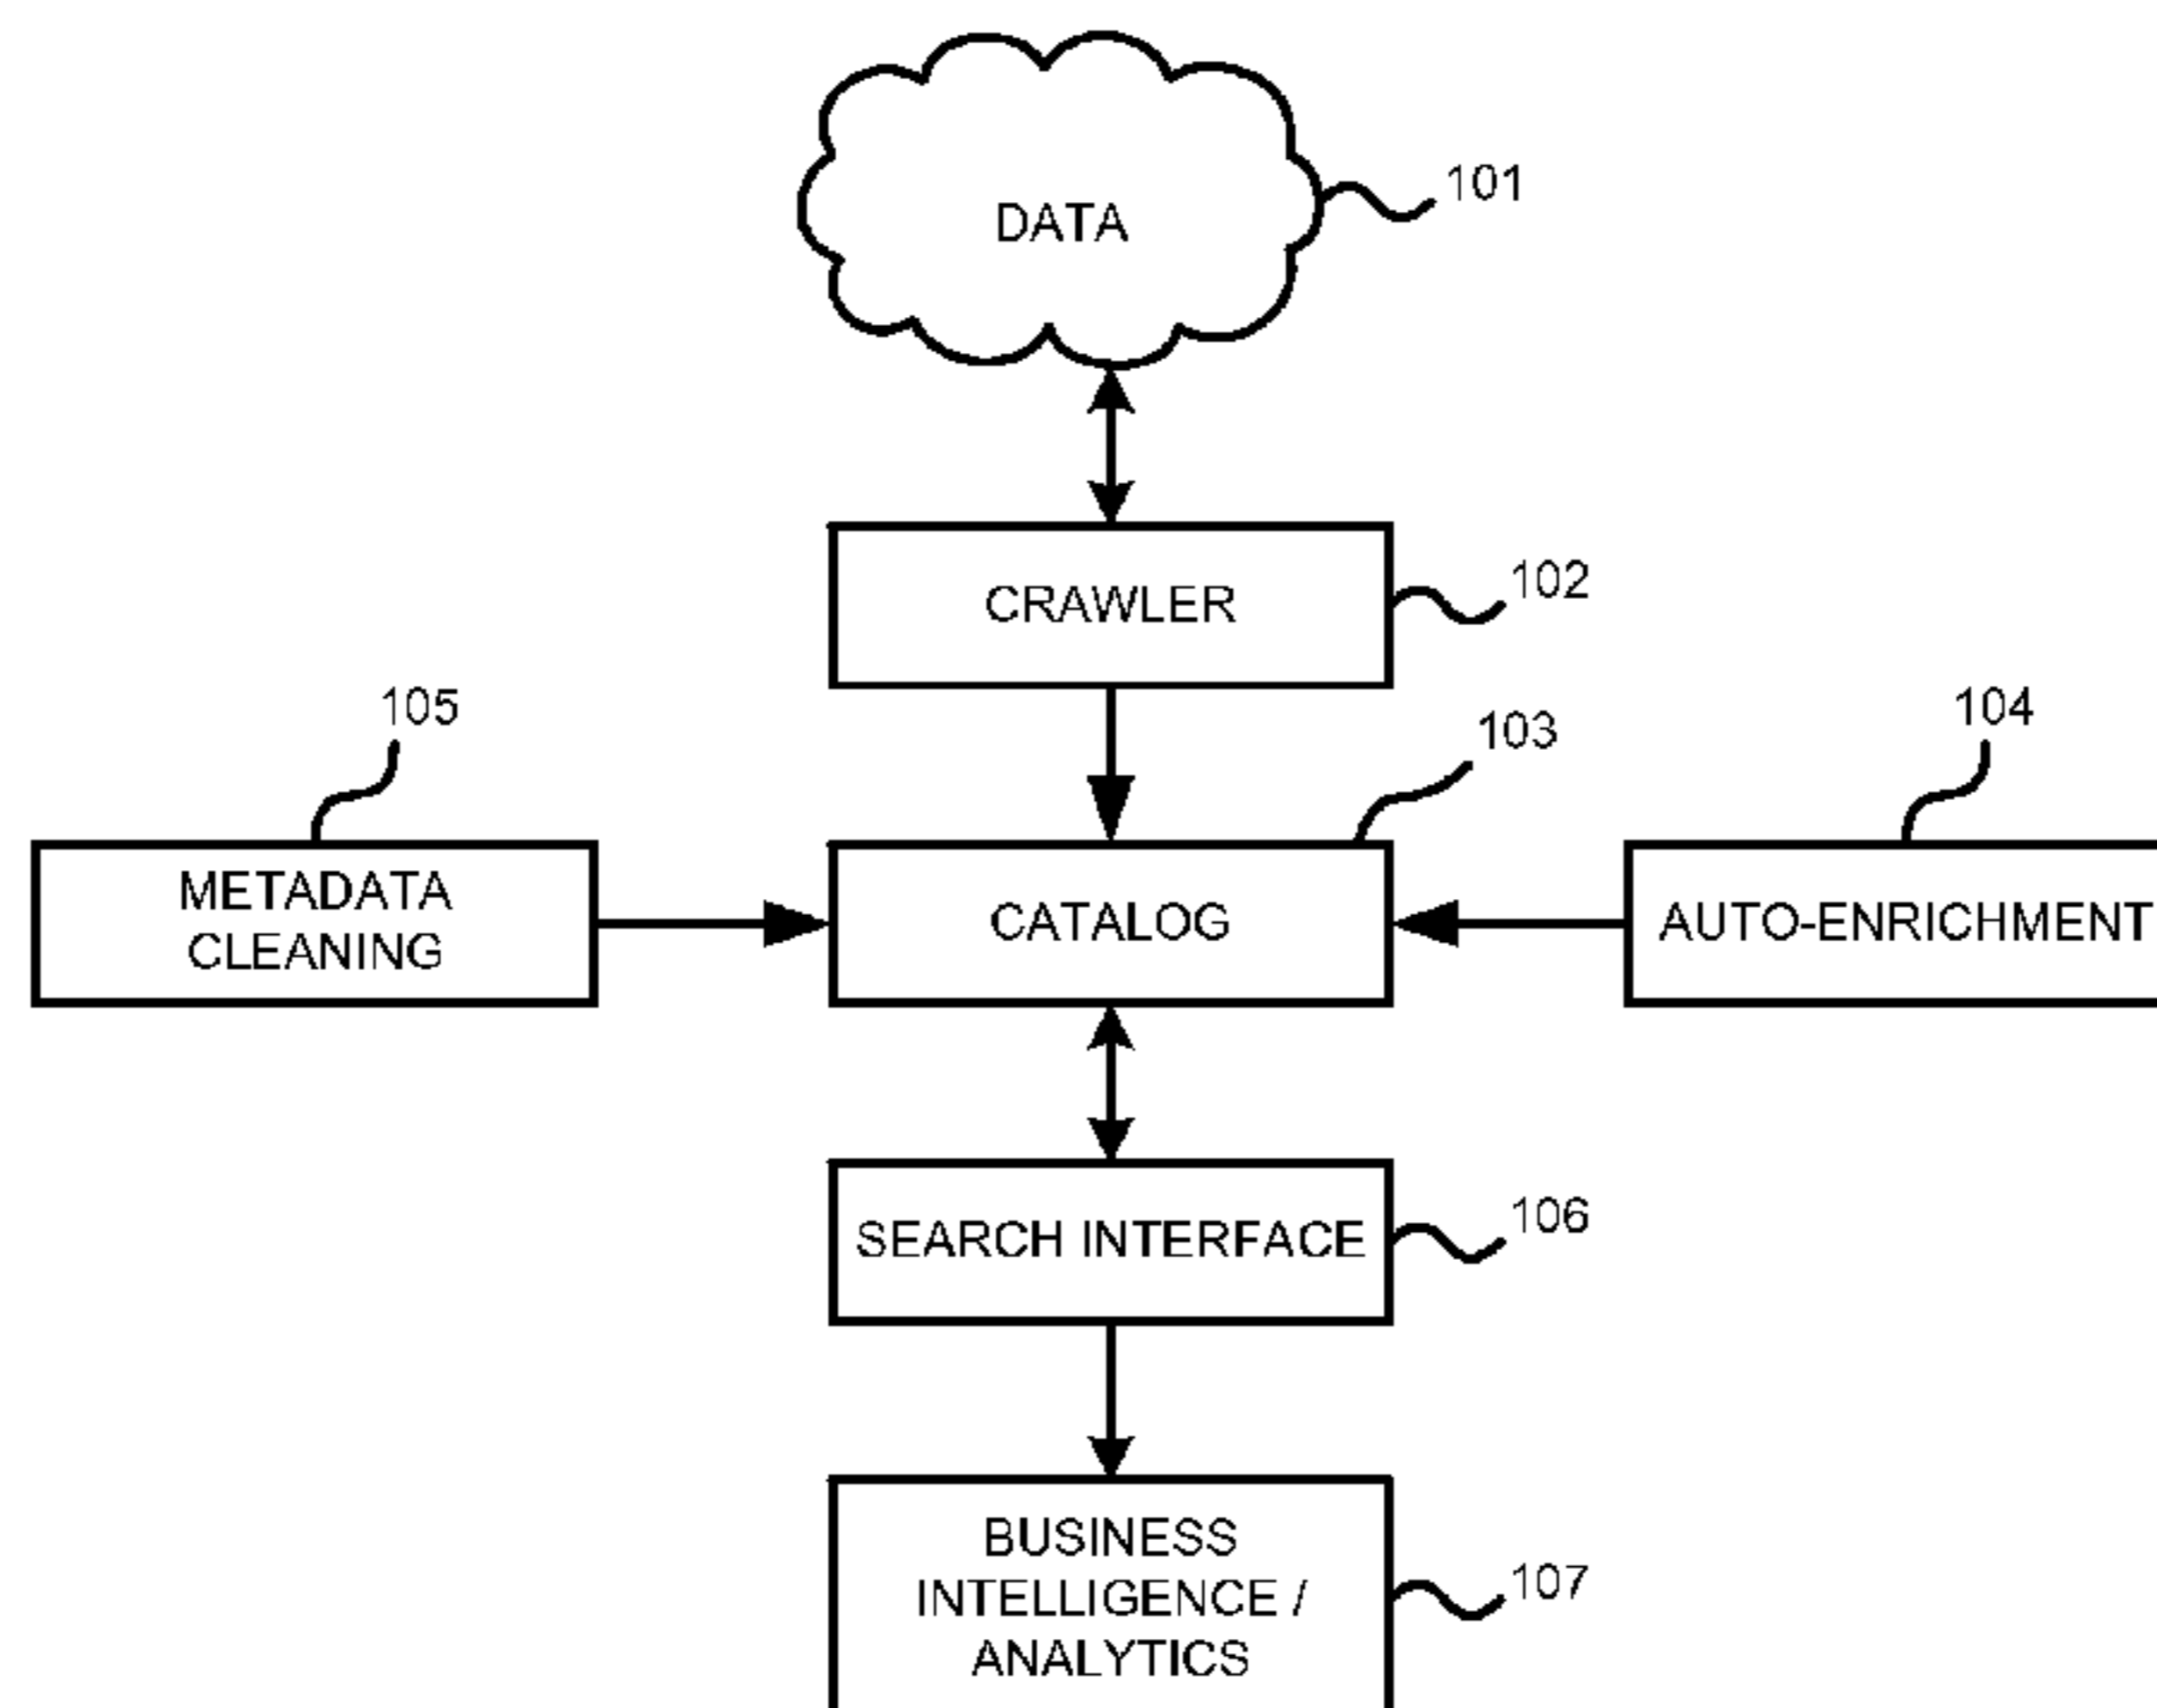 DATA
101
CRAWLER
102
105
103
104
METADATA
CLEANING
CATALOG
AUTO-ENRICHMENT
SEARCH INTERFACE
106
BUSINESS
INTELLIGENCE /
ANALYTICS
107